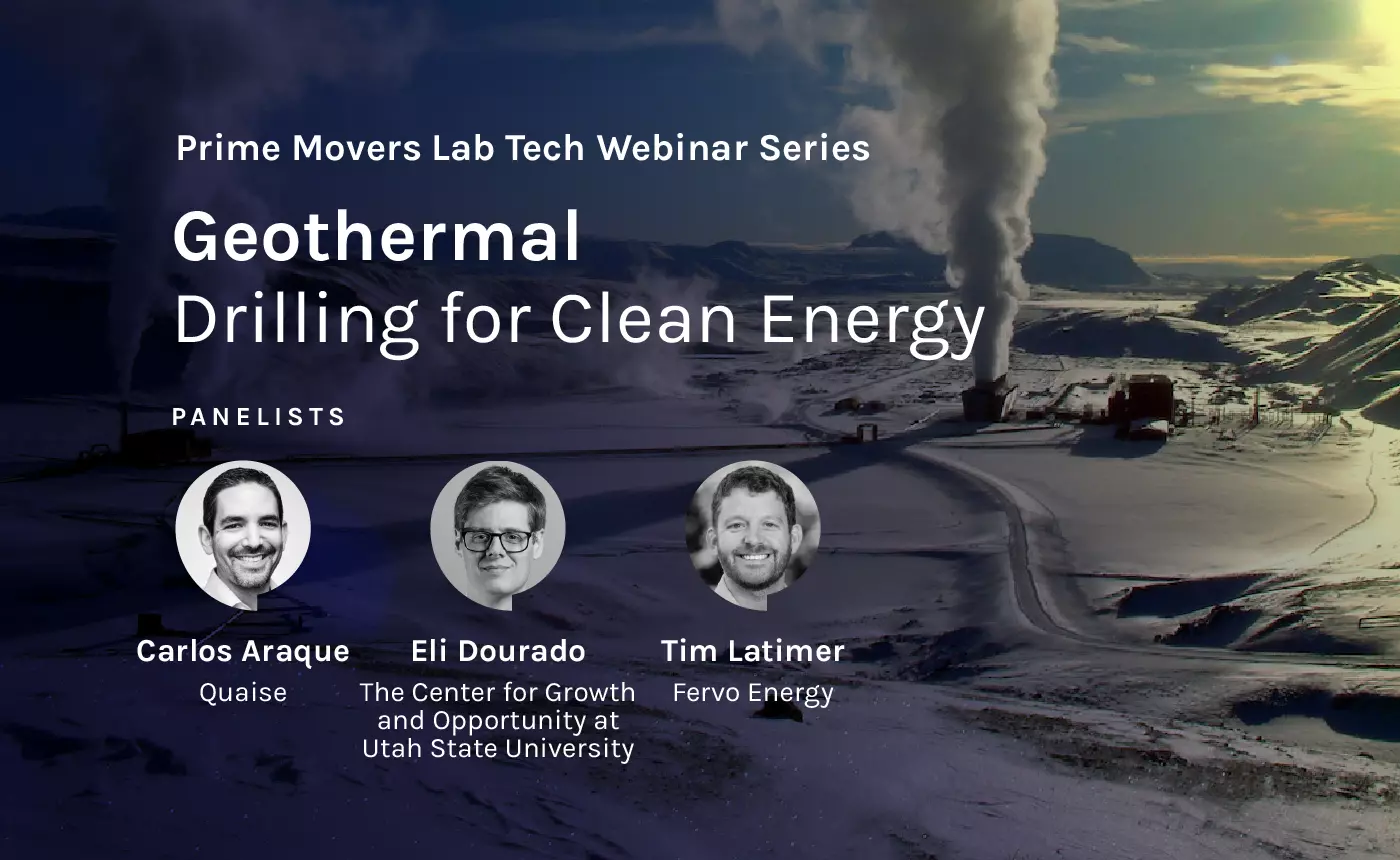 Prime Movers Lab Tech Webinar Series
Geothermal
Drilling for Clean Energy
PANELISTS
Carlos Araque
Quaise
Eli Dourado
The Center for Growth
and Opportunity at
Utah State University
Tim Latimer
Fervo Energy